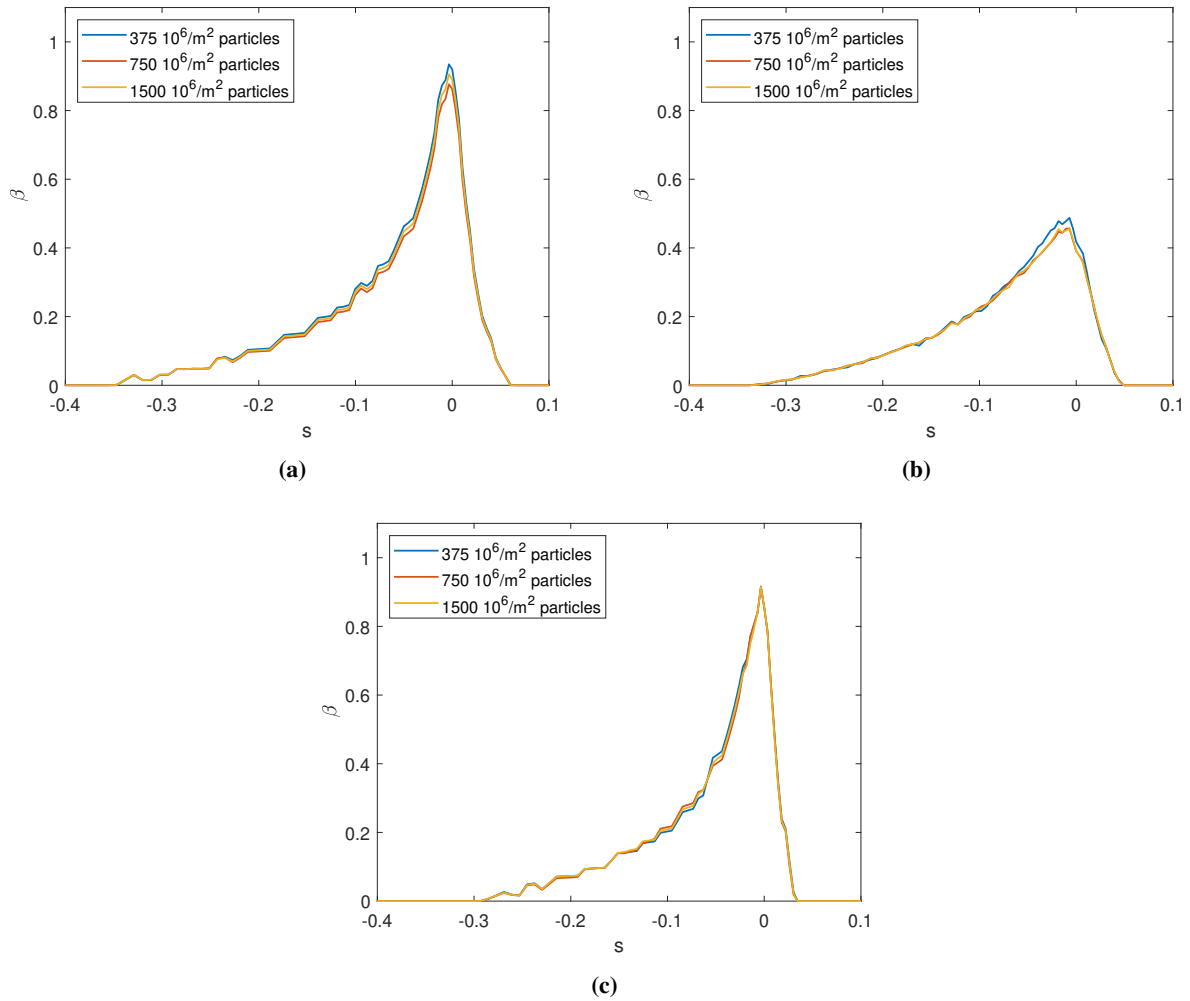 375 10⁶/m² particles
750 10⁶/m² particles
1500 10⁶/m² particles
1
0.8
0.6
0.4
0.2
0
β
-0.4 -0.3 -0.2 -0.1 0 0.1
s
(a)
375 10⁶/m² particles
750 10⁶/m² particles
1500 10⁶/m² particles
1
0.8
0.6
0.4
0.2
0
β
-0.4 -0.3 -0.2 -0.1 0 0.1
s
(b)
375 10⁶/m² particles
750 10⁶/m² particles
1500 10⁶/m² particles
1
0.8
0.6
0.4
0.2
0
β
-0.4 -0.3 -0.2 -0.1 0 0.1
s
(c)